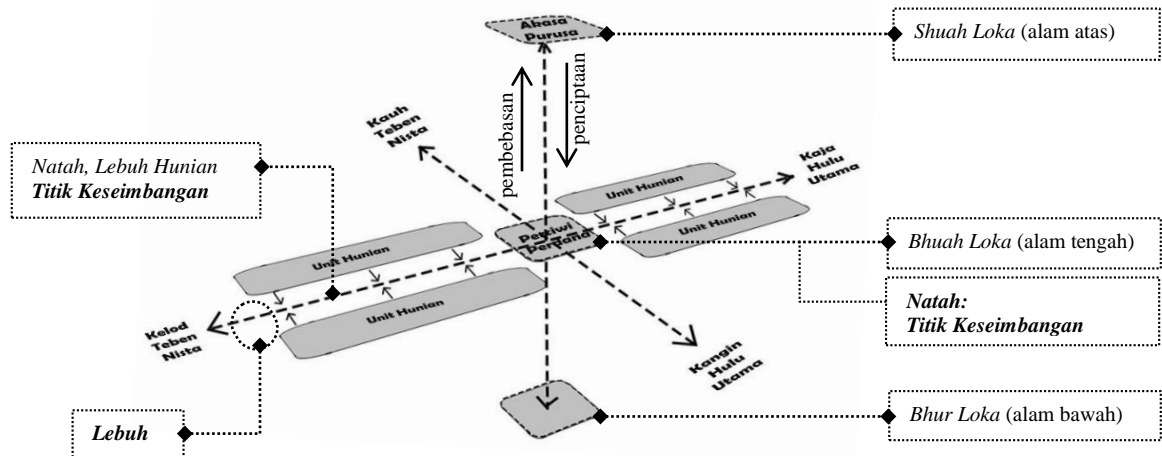 Akasa
Purusa
Shuah Loka (alam atas)
pembebasan
penciptaan
Kauh
Teben
Nista
Natah, Lebuh Hunian
Titik Keseimbangan
Kaja
Hulu
Utama
Unit Hunian
Unit Hunian
Pertiwi
Unit Hunian
Unit Hunian
Bhuah Loka (alam tengah)
Natah:
Titik Keseimbangan
Kelod
Teben
Nista
Kangin
Hulu
Utama
Lebuh
Bhur Loka (alam bawah)